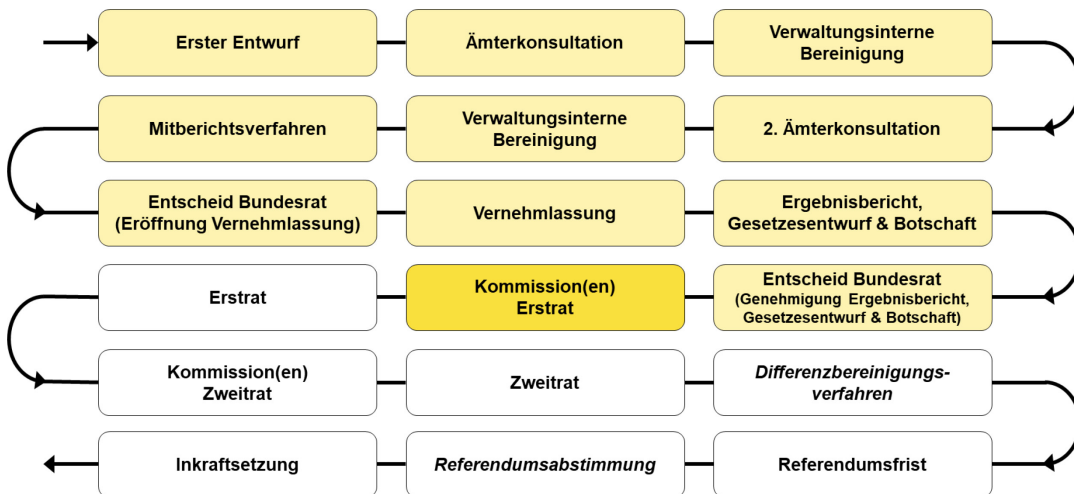 Erster Entwurf
Ämterkonsultation
Verwaltungsinterne
Bereinigung
Mitberichtsverfahren
Verwaltungsinterne
Bereinigung
2. Ämterkonsultation
Entscheid Bundesrat
(Eröffnung Vernehmlassung)
Vernehmlassung
Ergebnisbericht,
Gesetzesentwurf & Botschaft
Erstrat
Kommission(en)
Erstrat
Entscheid Bundesrat
(Genehmigung Ergebnisbericht,
Gesetzesentwurf & Botschaft)
Kommission(en)
Zweitrat
Zweitrat
Differenzbereinigungs-
verfahren
Inkraftsetzung
Referendumsabstimmung
Referendumsfrist